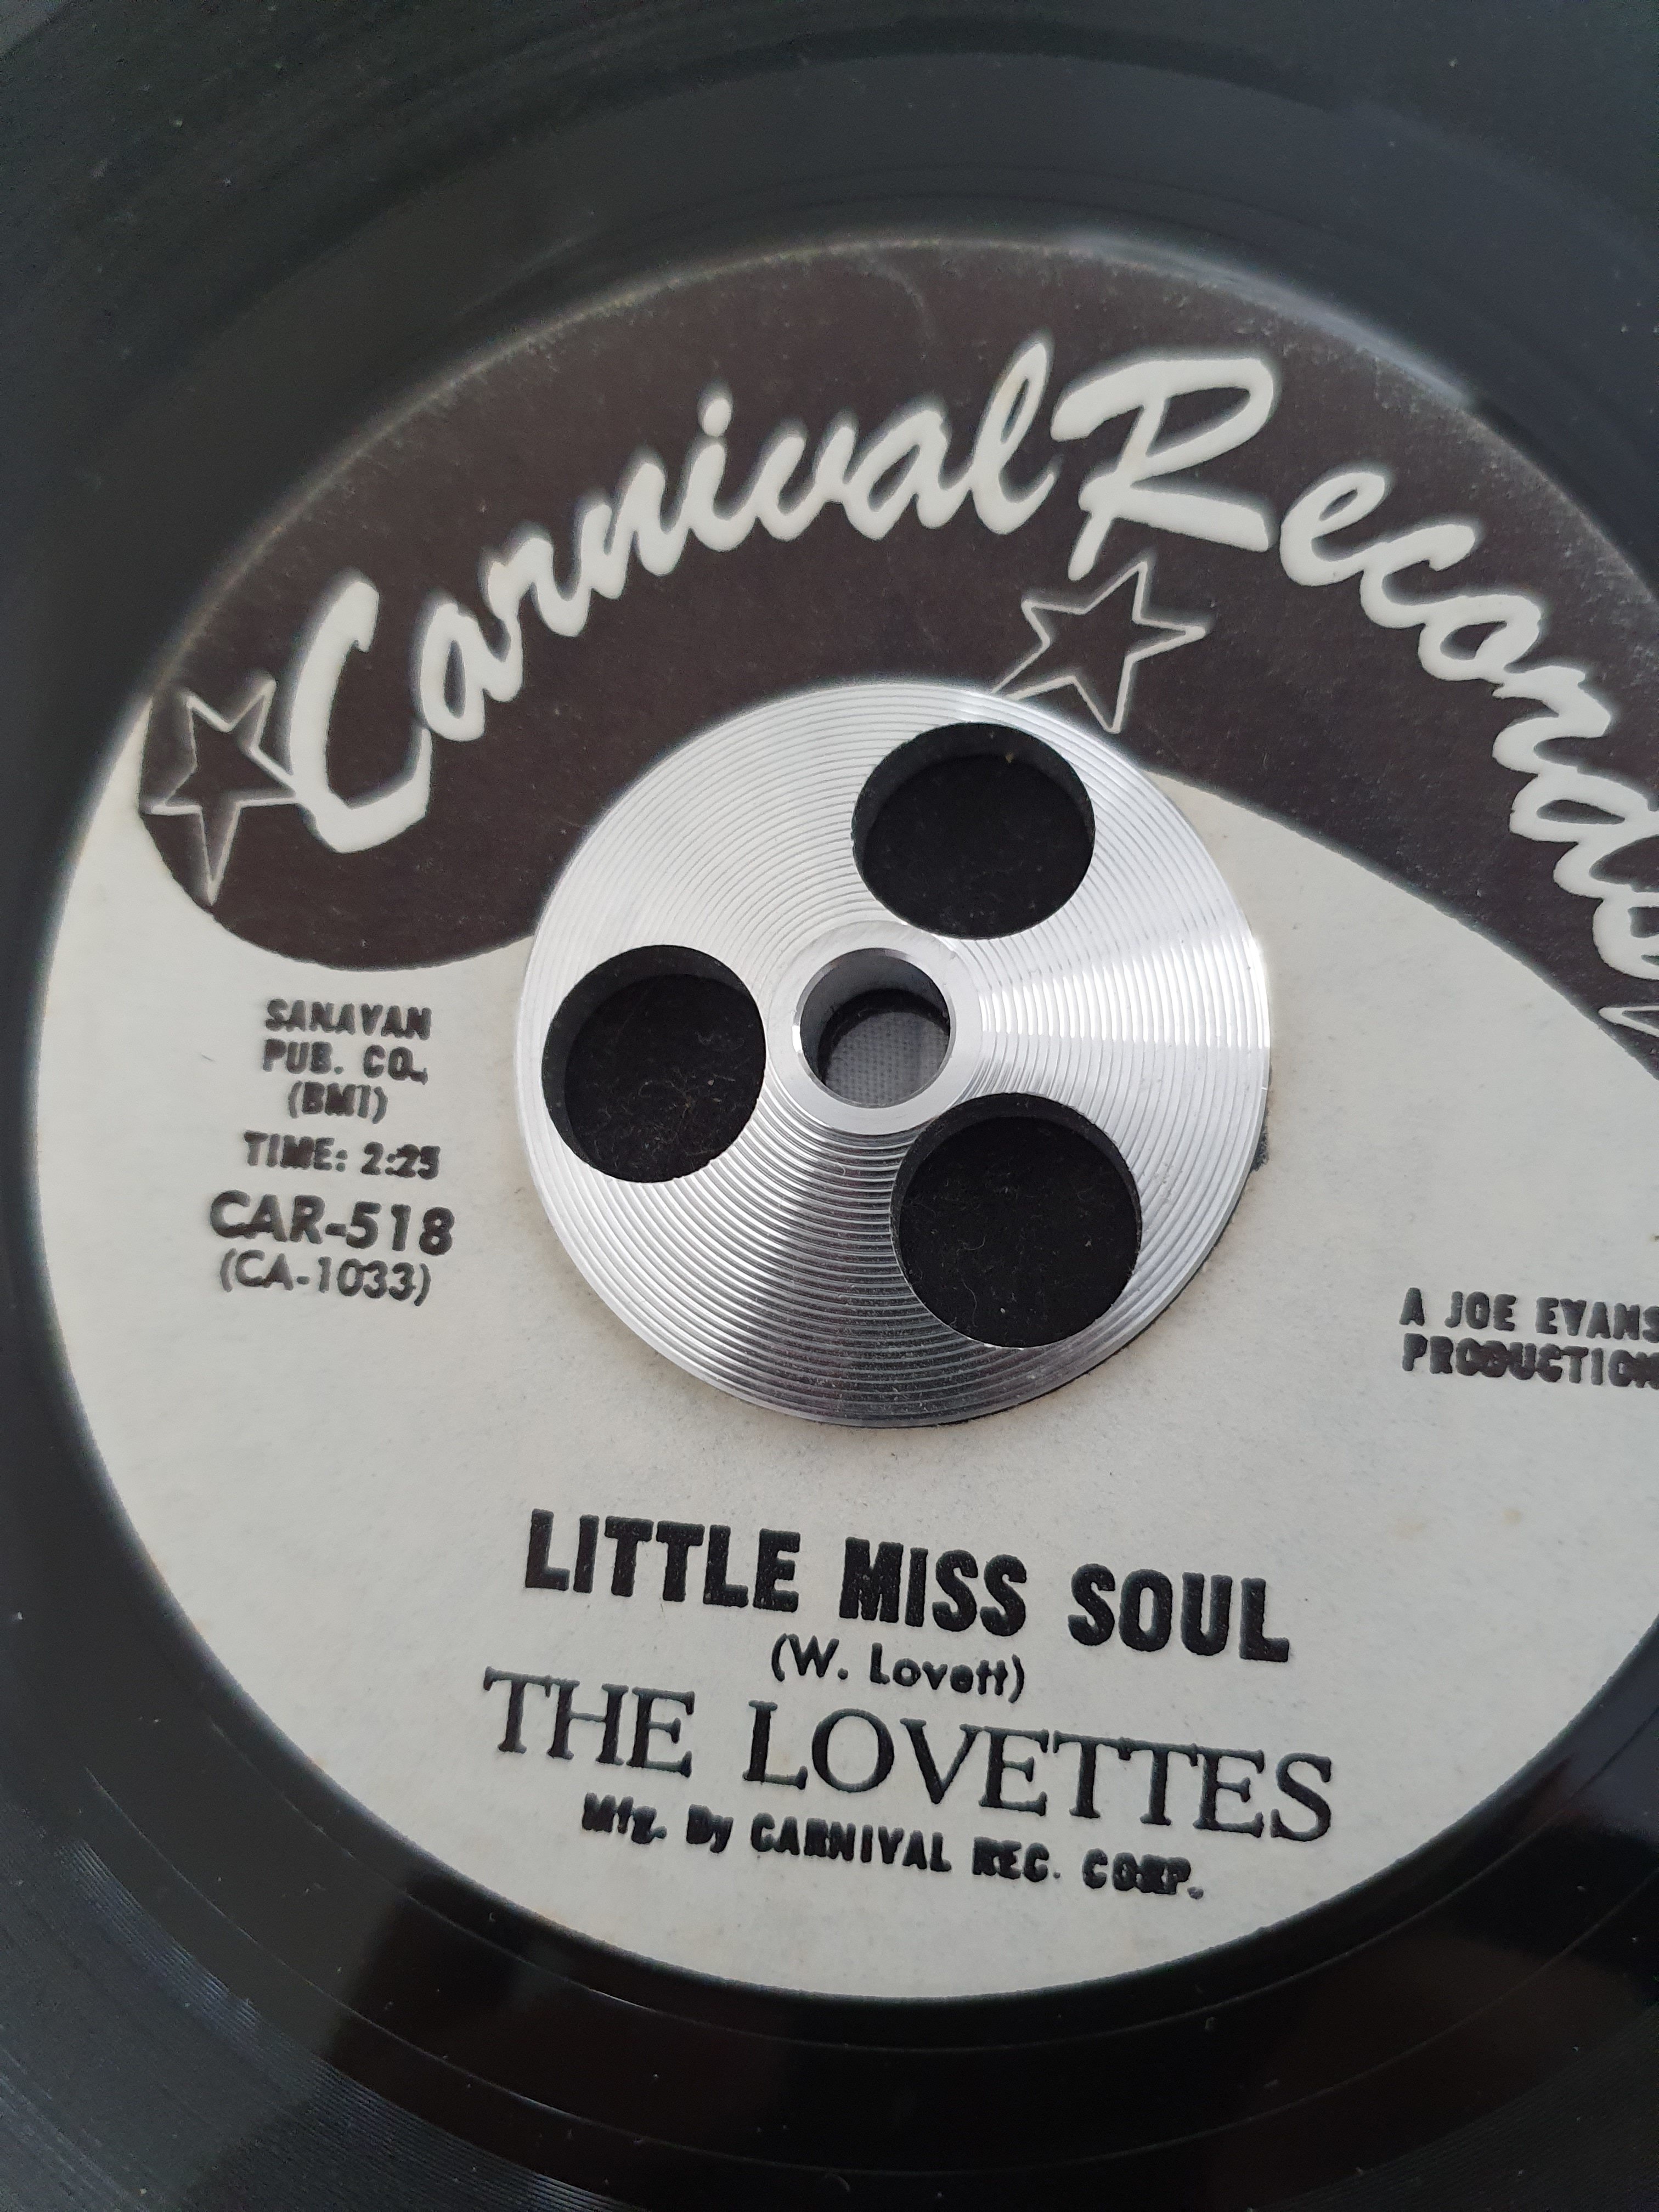 Carnival Records
SANAVAN
PUB. CO.,
(BMI)
TIME: 2:25
CAR-518
(CA-1033)
A JOE EVANS
PRODUCTION
LITTLE MISS SOUL
(W. Lovett)
THE LOVETTES
Mfg. By CARNIVAL REC. CORP.